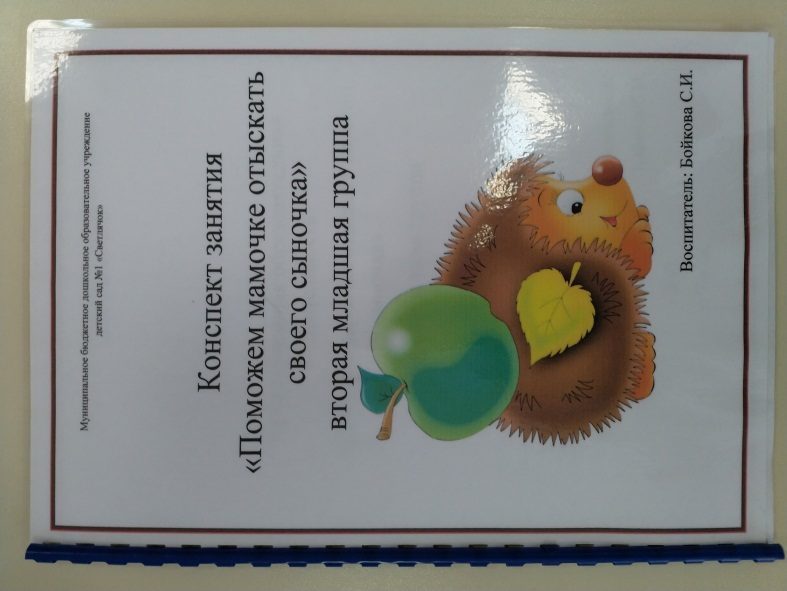 Муниципальное бюджетное дошкольное образовательное учреждение
детский сад №1 «Светлячок»
Конспект занятия
«Поможем мамочке отыскать
своего сыночка»
вторая младшая группа
Воспитатель: Бойкова С.И.